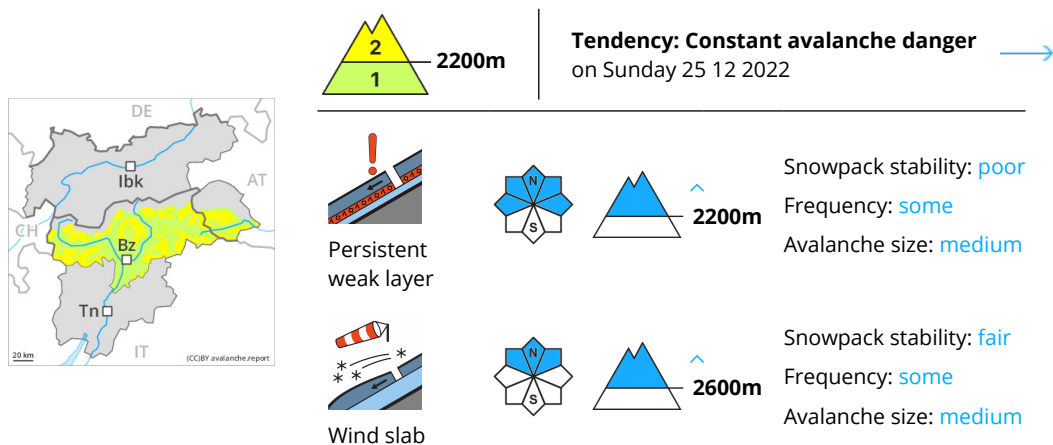 2
1
2200m
Tendency: Constant avalanche danger
on Sunday 25 12 2022
DE
Ibk
AT
CH
Bz
Tn
IT
20 km
(CC)BY avalanche.report
N
S
2200m
Snowpack stability: poor
Frequency: some
Avalanche size: medium
Persistent
weak layer
N
S
2600m
Snowpack stability: fair
Frequency: some
Avalanche size: medium
Wind slab